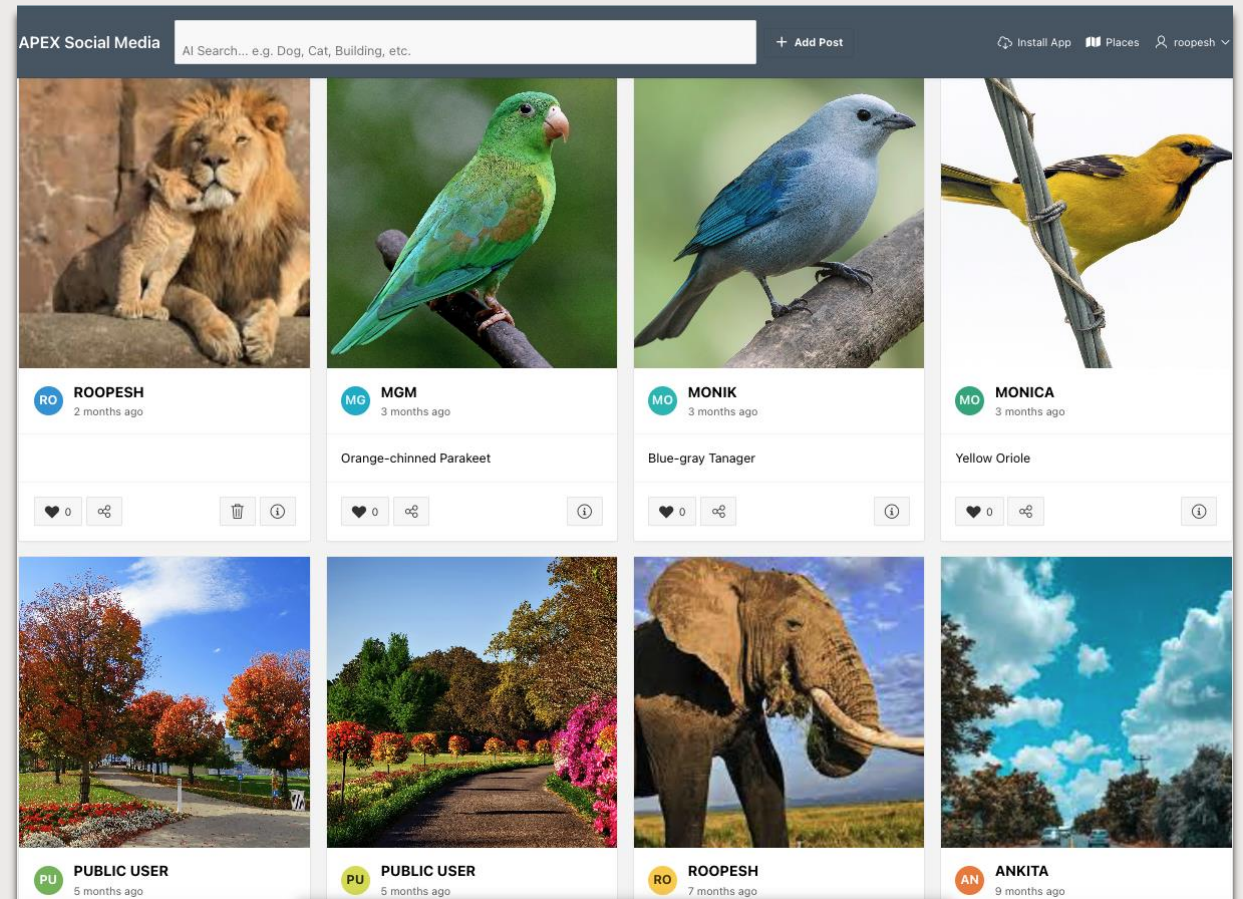 APEX Social Media
AI Search... e.g. Dog, Cat, Building, etc.
+ Add Post
Install App
Places
roopesh
RO
ROOPESH
2 months ago
MG
MGM
3 months ago
MO
MONIK
3 months ago
MO
MONICA
3 months ago
Orange-chinned Parakeet
Blue-gray Tanager
Yellow Oriole
0
0
0
0
PU
PUBLIC USER
5 months ago
PU
PUBLIC USER
5 months ago
RO
ROOPESH
7 months ago
AN
ANKITA
9 months ago